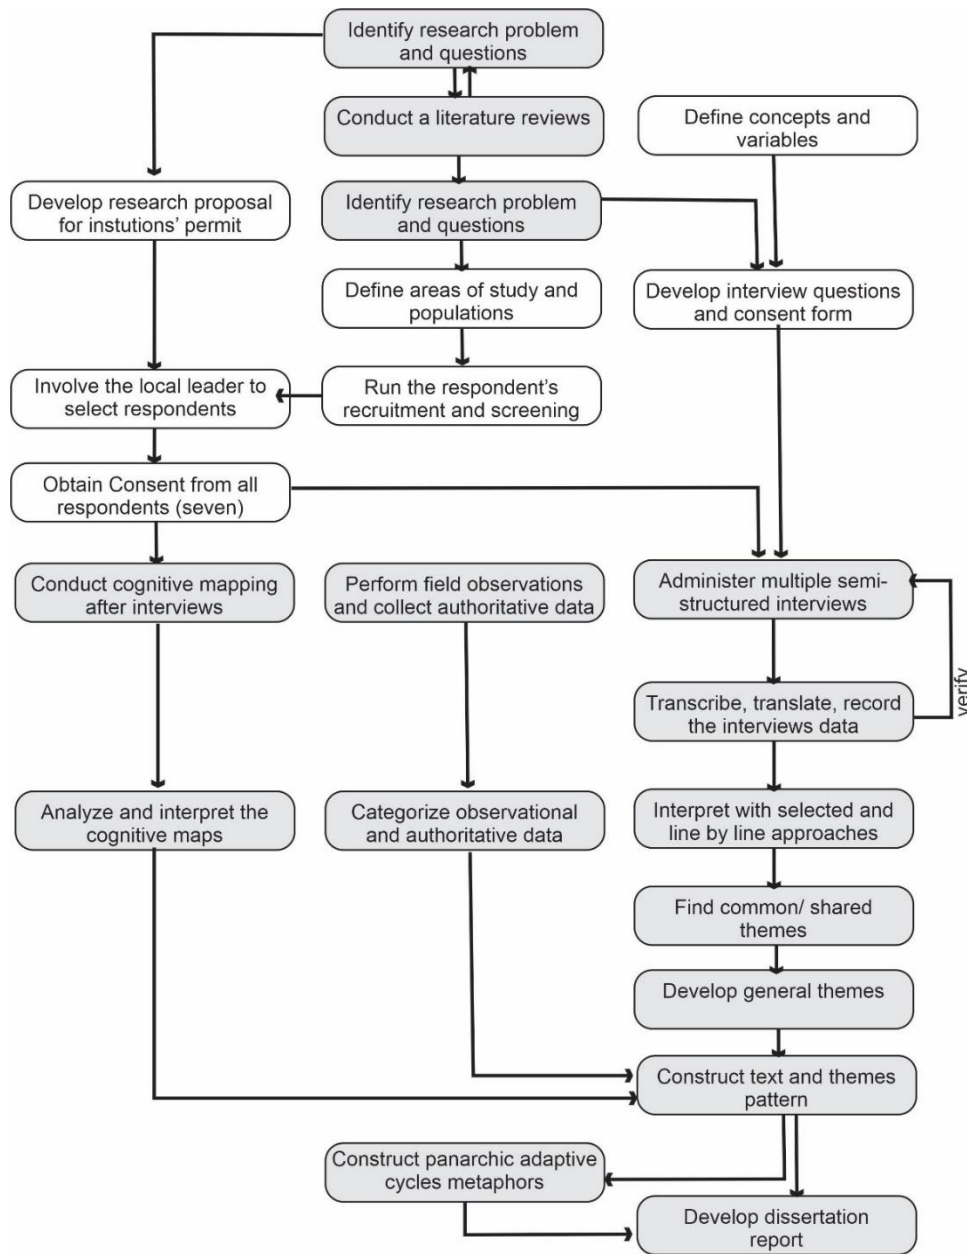 Identify research problem
and questions
Conduct a literature reviews
Define concepts and
variables
Develop research proposal
for instutions' permit
Identify research problem
and questions
Define areas of study and
populations
Develop interview questions
and consent form
Involve the local leader to
select respondents
Run the respondent's
recruitment and screening
Obtain Consent from all
respondents (seven)
Conduct cognitive mapping
after interviews
Perform field observations
and collect authoritative data
Administer multiple semi-
structured interviews
verify
Transcribe, translate, record
the interviews data
Analyze and interpret the
cognitive maps
Categorize observational
and authoritative data
Interpret with selected and
line by line approaches
Find common/ shared
themes
Develop general themes
Construct text and themes
pattern
Construct panarchic adaptive
cycles metaphors
Develop dissertation
report